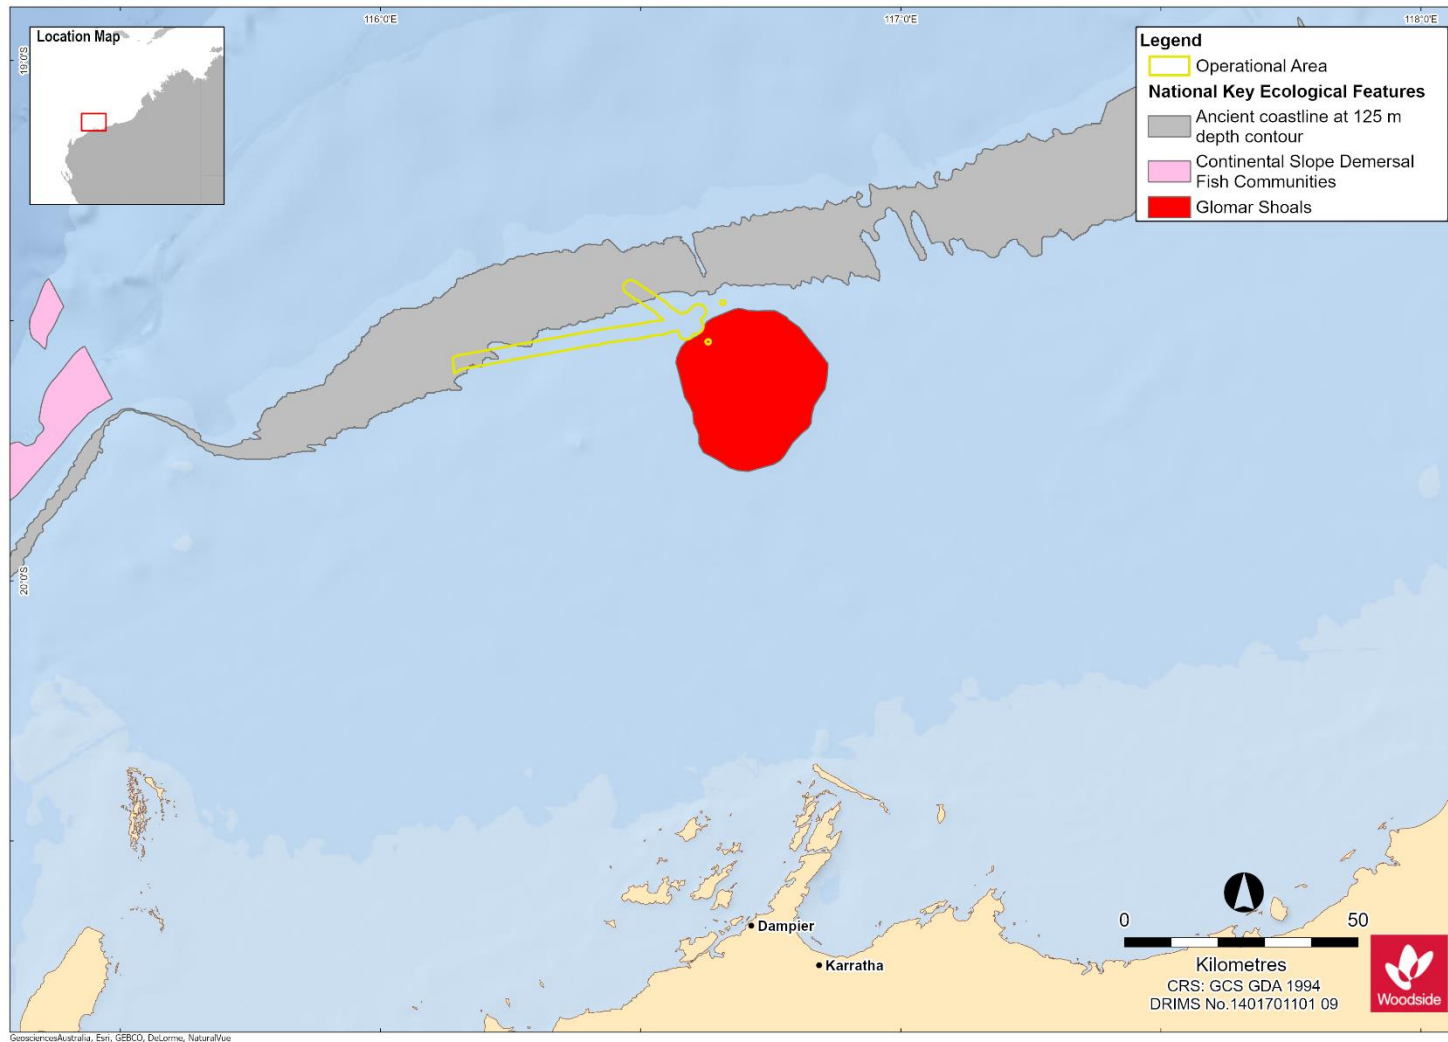 116°0'E
117°0'E
118°0'E
Location Map
19°0'S
20°0'S
Legend
Operational Area
National Key Ecological Features
Ancient coastline at 125 m
depth contour
Continental Slope Demersal
Fish Communities
Glomar Shoals
Dampier
Karratha
0 50
Kilometres
CRS: GCS GDA 1994
DRIMS No.1401701101 09
Woodside
GeosciencesAustralia, Esri, GEBCO, DeLorme, NaturalVue